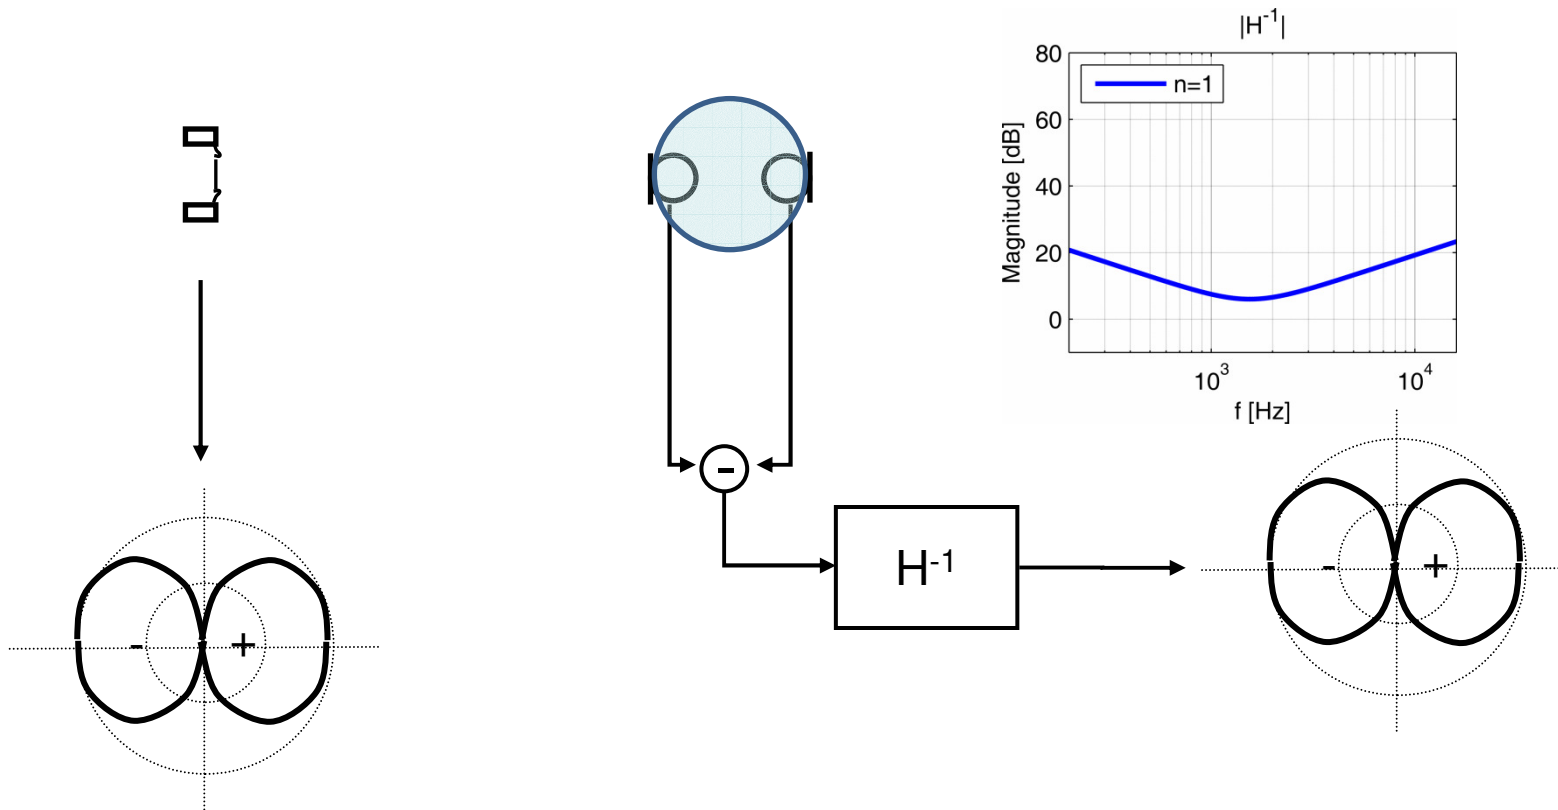 |H⁻¹|
80
n=1
60
40
20
0
Magnitude [dB]
10³
10⁴
f [Hz]
-
H⁻¹
- +
- +